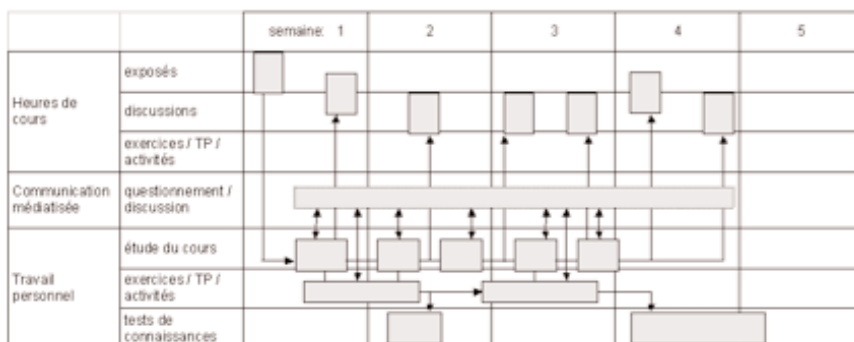 semaine: 1 2 3 4 5
exposés
Heures de
cours
discussions
exercices / TP /
activités
Communication
médiatisée
questionnement /
discussion
étude du cours
Travail
personnel
exercices / TP /
activités
tests de
connaissances